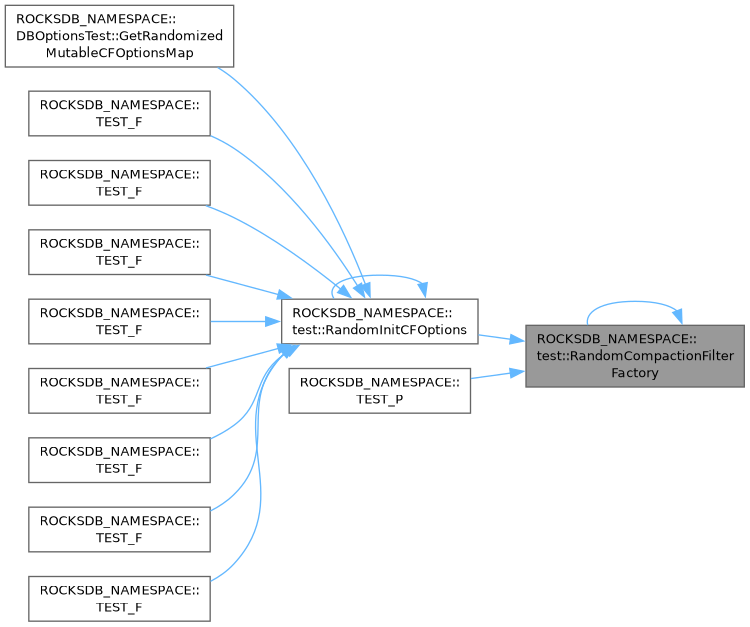 ROCKSDB_NAMESPACE::
DBOptionsTest::GetRandomized
MutableCFOptionsMap
ROCKSDB_NAMESPACE::
TEST_F
ROCKSDB_NAMESPACE::
TEST_F
ROCKSDB_NAMESPACE::
TEST_F
ROCKSDB_NAMESPACE::
TEST_F
ROCKSDB_NAMESPACE::
TEST_F
ROCKSDB_NAMESPACE::
TEST_F
ROCKSDB_NAMESPACE::
TEST_F
ROCKSDB_NAMESPACE::
TEST_F
ROCKSDB_NAMESPACE::
test::RandomInitCFOptions
ROCKSDB_NAMESPACE::
TEST_P
ROCKSDB_NAMESPACE::
test::RandomCompactionFilter
Factory